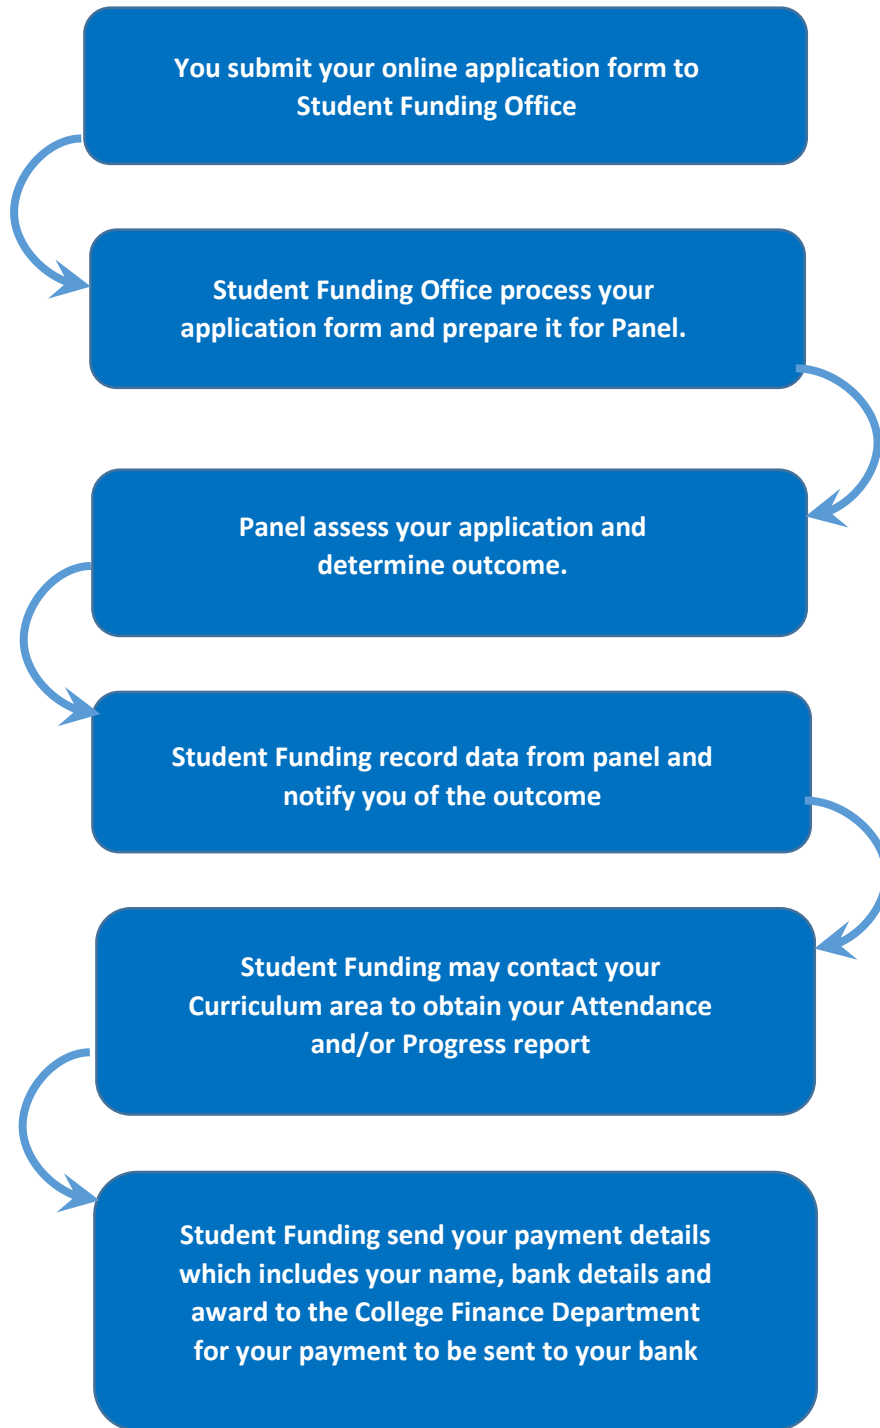 You submit your online application form to
Student Funding Office
Student Funding Office process your
application form and prepare it for Panel.
Panel assess your application and
determine outcome.
Student Funding record data from panel and
notify you of the outcome
Student Funding may contact your
Curriculum area to obtain your Attendance
and/or Progress report
Student Funding send your payment details
which includes your name, bank details and
award to the College Finance Department
for your payment to be sent to your bank